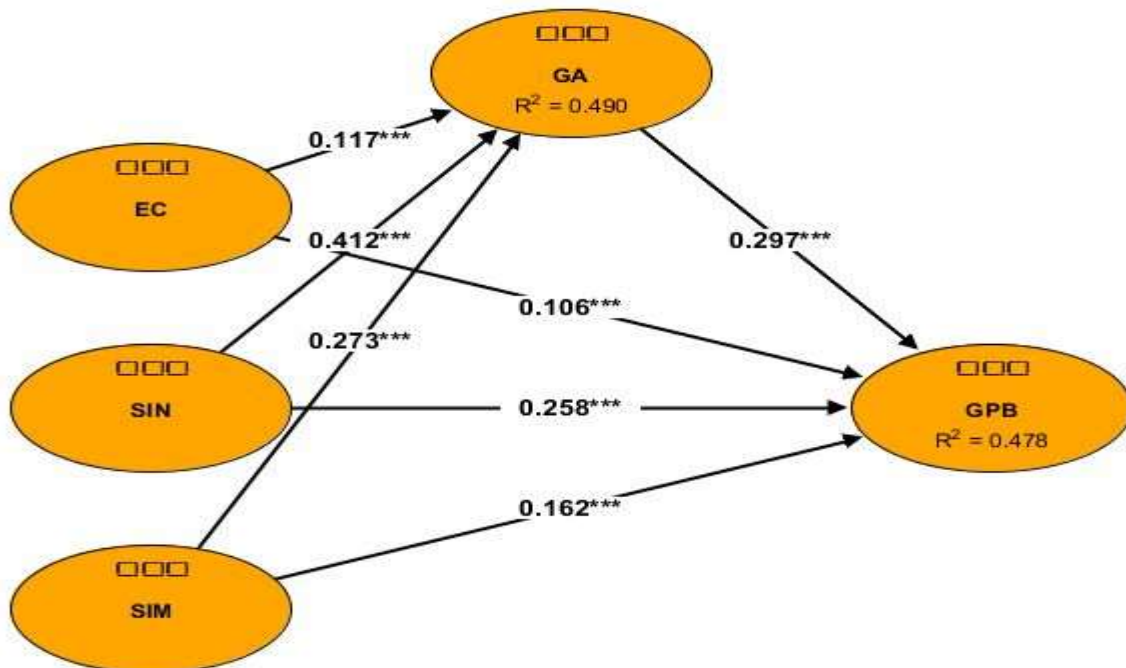 GA
R² = 0.490
0.117***
EC
0.412***
0.297***
0.106***
0.273***
SIN
0.258***
GPB
R² = 0.478
0.162***
SIM